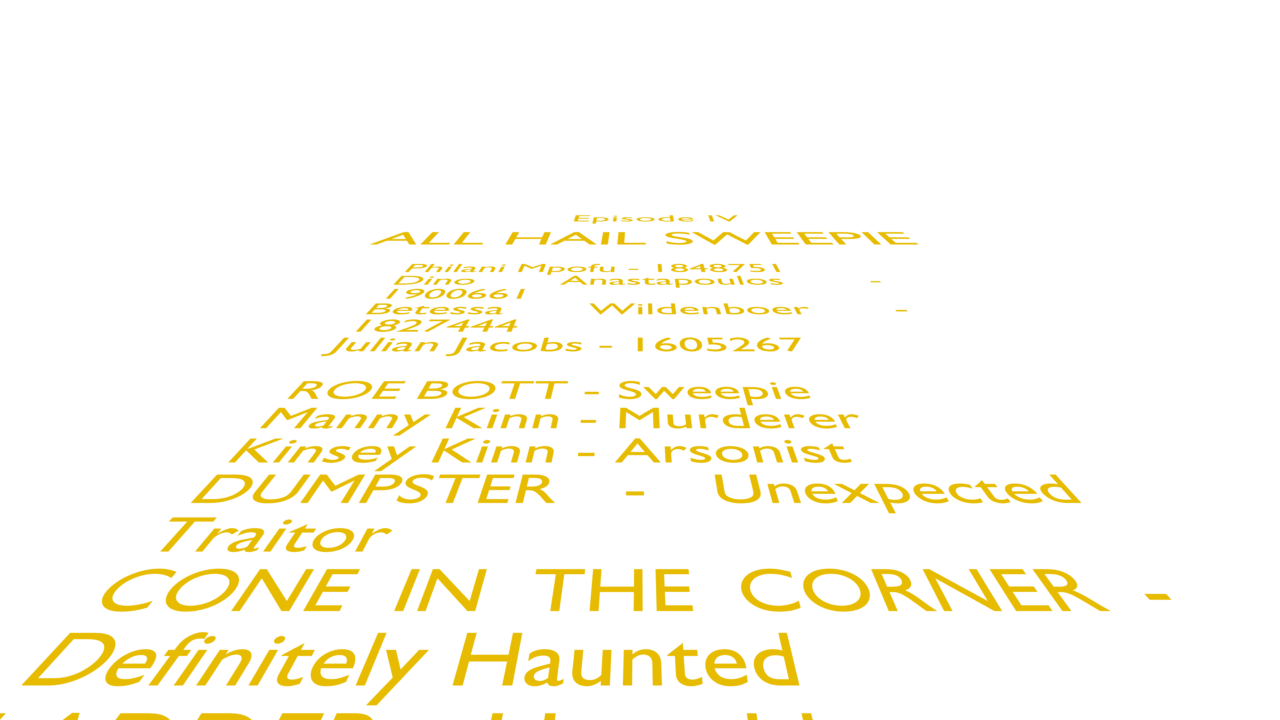 Episode IV
ALL HAIL SWEEPIE
Philani Mpofu - 1848751
Dino Anastapoulos -
1900661
Betessa Wildenboer -
1827444
Julian Jacobs - 1605267
ROE BOTT - Sweepie
Manny Kinn - Murderer
Kinsey Kinn - Arsonist
DUMPSTER - Unexpected
Traitor
CONE IN THE CORNER -
Definitely Haunted